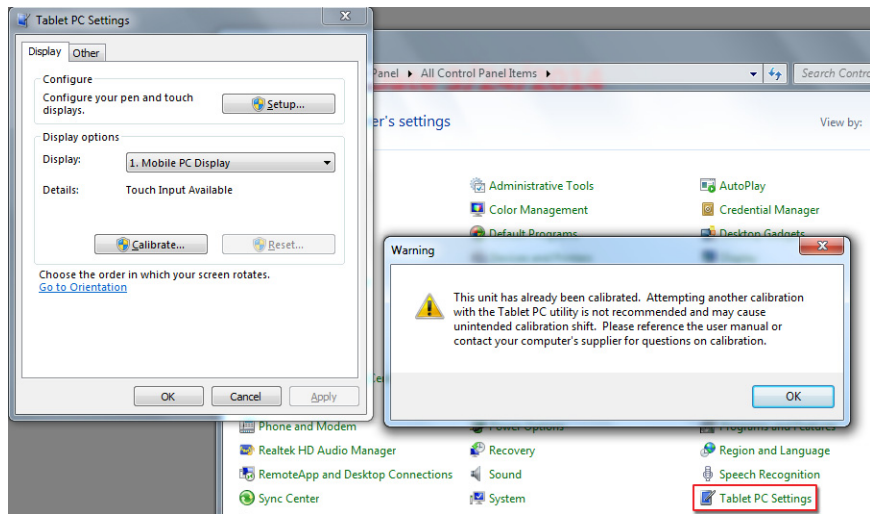 Tablet PC Settings
Display
Other
Configure
Configure your pen and touch
displays.
Setup...
Display options
Display:
1. Mobile PC Display
Details:
Touch Input Available
Calibrate...
Reset...
Choose the order in which your screen rotates.
Go to Orientation
OK
Cancel
Apply
Panel
All Control Panel Items
Search Contro
er's settings
View by:
Administrative Tools
AutoPlay
Color Management
Credential Manager
Default Programs
Desktop Gadgets
Warning
This unit has already been calibrated. Attempting another calibration
with the Tablet PC utility is not recommended and may cause
unintended calibration shift. Please reference the user manual or
contact your computer's supplier for questions on calibration.
OK
Phone and Modem
Power Options
Programs and Features
Realtek HD Audio Manager
Recovery
Region and Language
RemoteApp and Desktop Connections
Sound
Speech Recognition
Sync Center
System
Tablet PC Settings